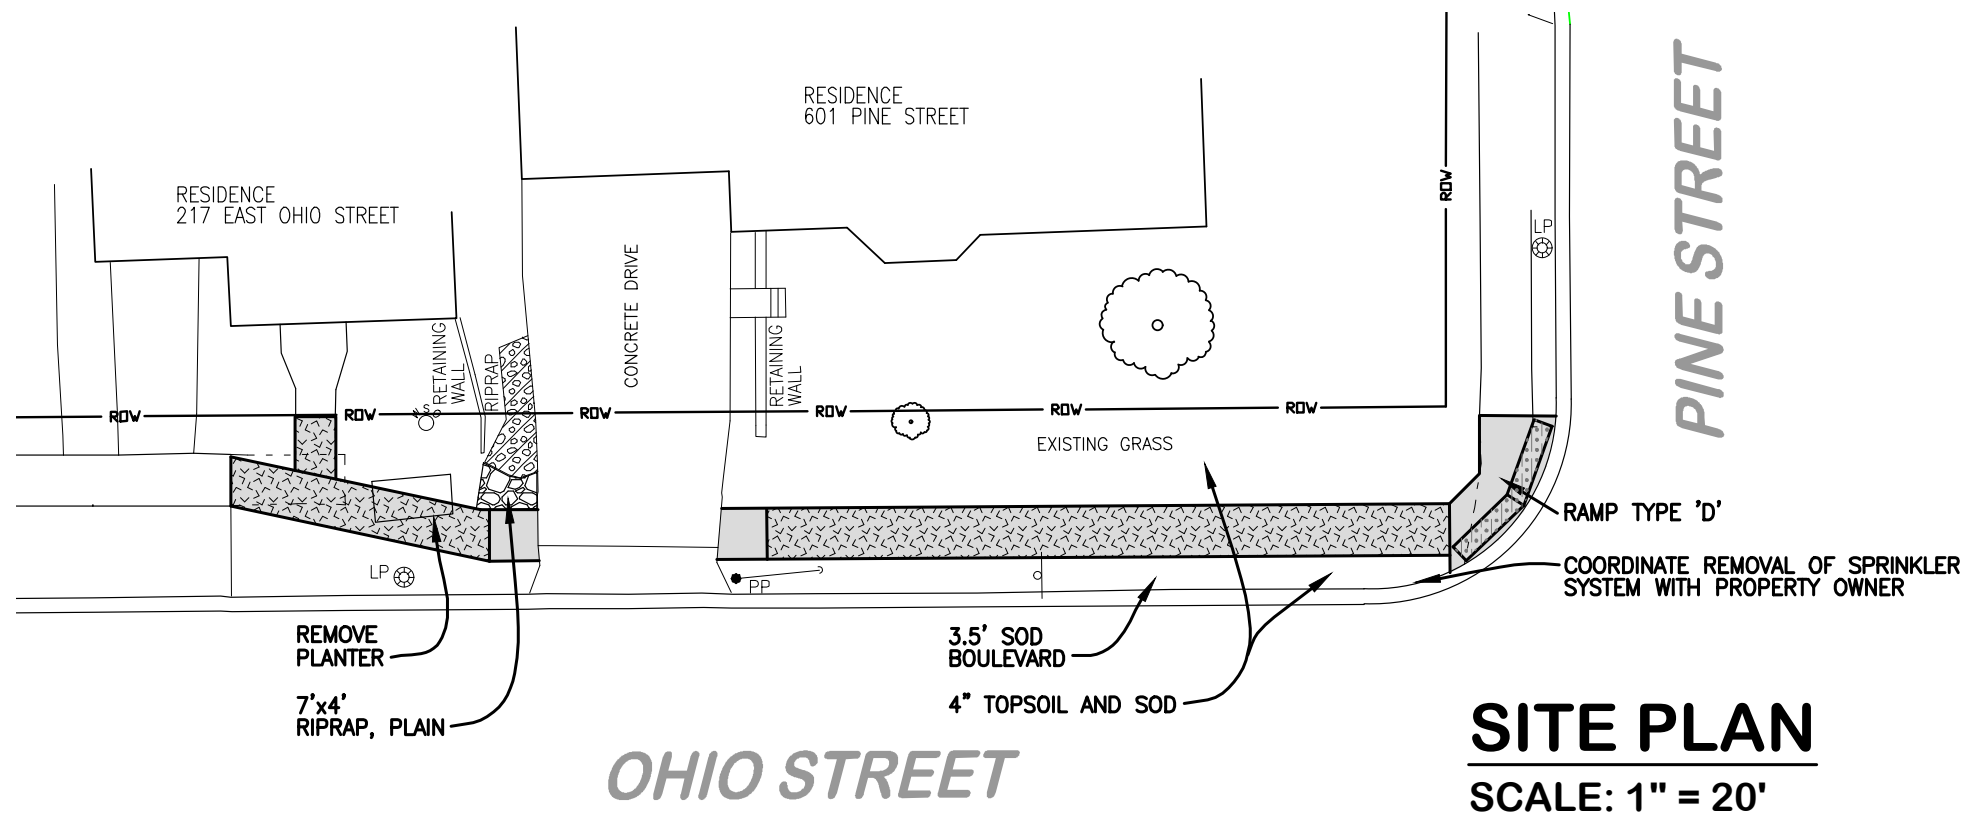 RESIDENCE
601 PINE STREET
RESIDENCE
217 EAST OHIO STREET
PINE STREET
ROW
LP
CONCRETE DRIVE
RETAINING
WALL
RIPRAP
RETAINING
WALL
ROW
ROW
ROW
ROW
ROW
ROW
EXISTING GRASS
RAMP TYPE 'D'
COORDINATE REMOVAL OF SPRINKLER
SYSTEM WITH PROPERTY OWNER
LP
PP
REMOVE
PLANTER
7'x4'
RIPRAP, PLAIN
3.5' SOD
BOULEVARD
4" TOPSOIL AND SOD
OHIO STREET
SITE PLAN
SCALE: 1" = 20'